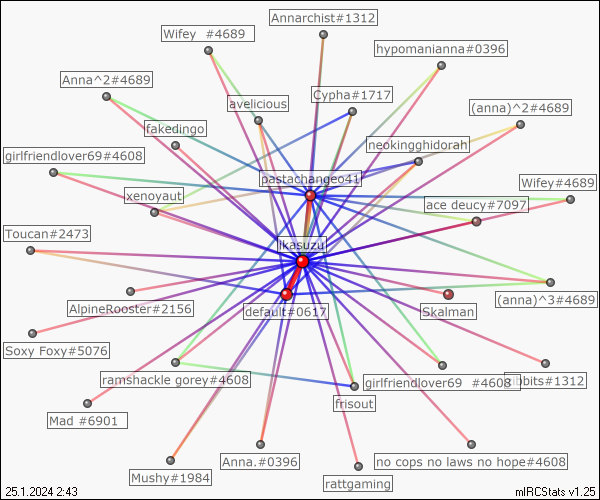 Annarchist#1312
Wifey  #4689
hypomanianna#0396
Anna^2#4689
Cypha#1717
avelicious
(anna)^2#4689
fakedingo
neokingghidorah
girlfriendlover69#4608
pastachangeo41
Wifey#4689
xenoyaut
ace deucy#7097
Toucan#2473
ikasuzu
(anna)^3#4689
AlpineRooster#2156
default#0617
Skalman
Soxy Foxy#5076
ramshackle gorey#4608
girlfriendlover69  #4608
#1312
frisout
Mad #6901
Anna.#0396
no cops no laws no hope#4608
Mushy#1984
rattgaming
25.1.2024 2:43
mIRCStats v1.25